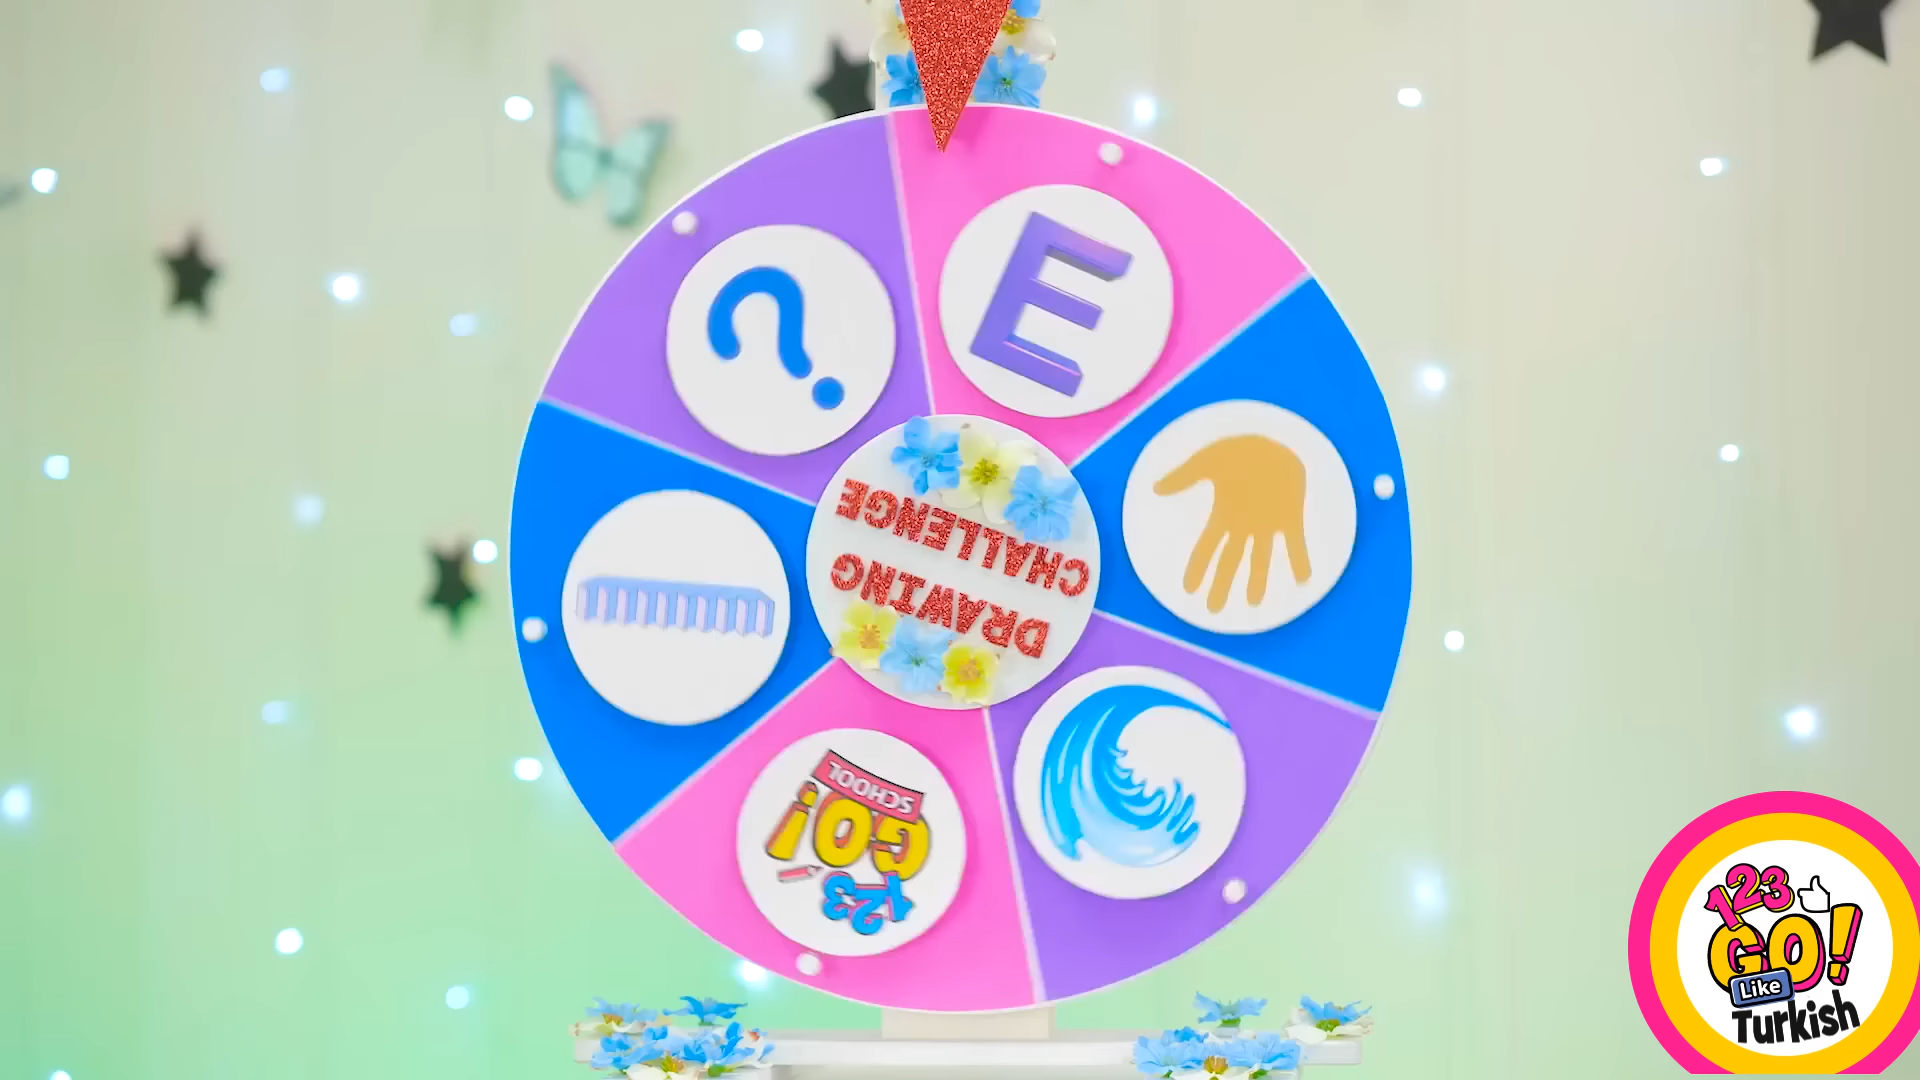 ?
E
DRAWING
CHALLENGE
123
GO!
SCHOOL
123
GO!
Like
Turkish